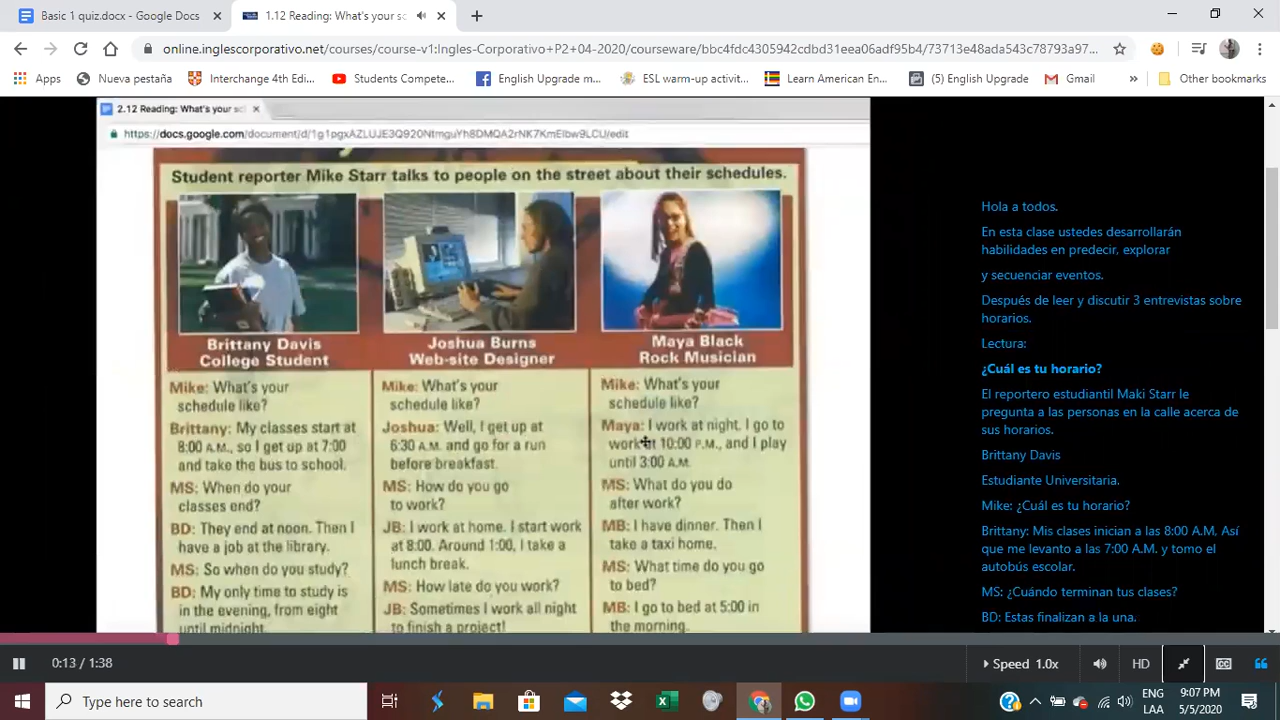 Basic 1 quiz.docx - Google Docs
1.12 Reading: What's your sc
online.inglescorporativo.net/courses/course-v1:Ingles-Corporativo+P2+04-2020/courseware/bbc4fdc4305942cdbd31eea06adf95b4/73713e48ada543c78793a97...
Apps
Nueva pestaña
Interchange 4th Edi...
Students Compete...
English Upgrade m...
ESL warm-up activit...
Learn American En...
(5) English Upgrade
Gmail
»
Other bookmarks
2.12 Reading: What's your sc
Student reporter Mike Starr talks to people on the street about their schedules.
Brittany Davis
College Student
Mike: What's your
schedule like?
Brittany: My classes start at
8:00 A.M., so I get up at 7:00
and take the bus to school.
MS: When do your
classes end?
BD: They end at noon. Then I
have a job at the library.
MS: So when do you study?
BD: My only time to study is
in the evening, from eight
until midnight.
Joshua Burns
Web-site Designer
Mike: What's your
schedule like?
Joshua: Well, I get up at
6:30 A.M. and go for a run
before breakfast.
MS: How do you go
to work?
JB: I work at home. I start work
at 8:00. Around 1:00, I take a
lunch break.
MS: How late do you work?
JB: Sometimes I work all night
to finish a project!
Maya Black
Rock Musician
Mike: What's your
schedule like?
Maya: I work at night. I go to
work at 10:00 P.M., and I play
until 3:00 A.M.
MS: What do you do
after work?
MB: I have dinner. Then I
take a taxi home.
MS: What time do you go
to bed?
MB: I go to bed at 5:00 in
the morning.
Hola a todos.
En esta clase ustedes desarrollarán
habilidades en predecir, explorar
y secuenciar eventos.
Después de leer y discutir 3 entrevistas sobre
horarios.
Lectura:
¿Cuál es tu horario?
El reportero estudiantil Maki Starr le
pregunta a las personas en la calle acerca de
sus horarios.
Brittany Davis
Estudiante Universitaria.
Mike: ¿Cuál es tu horario?
Brittany: Mis clases inician a las 8:00 A.M, Así
que me levanto a las 7:00 A.M. y tomo el
autobús escolar.
MS: ¿Cuándo terminan tus clases?
BD: Estas finalizan a la una.
0:13 / 1:38
Speed 1.0x
HD
Type here to search
ENG
LAA
9:07 PM
5/5/2020